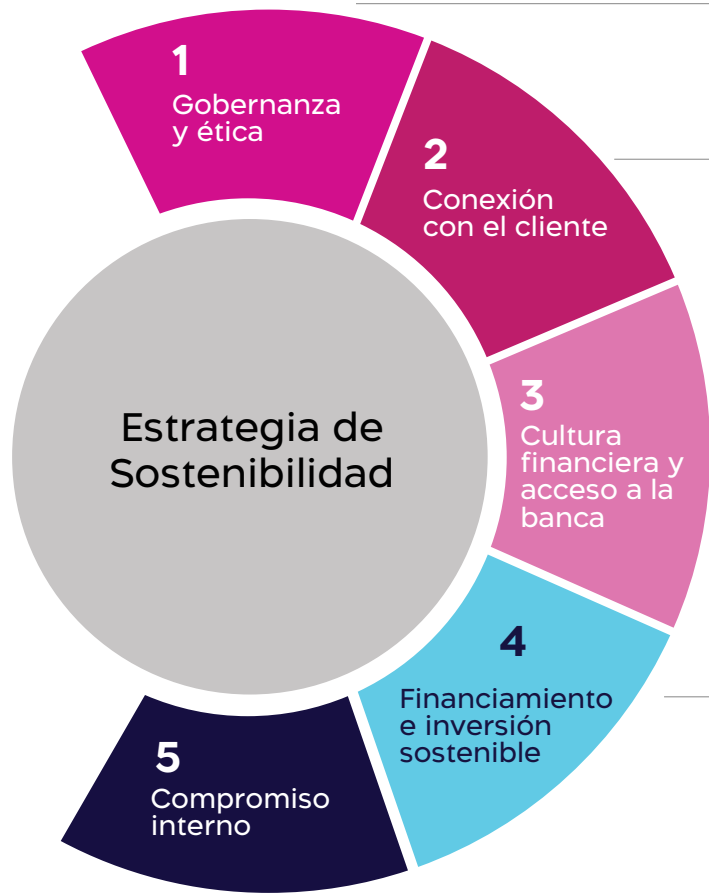 1
Gobernanza
y ética
2
Conexión
con el cliente
3
Cultura
financiera y
acceso a la
banca
Estrategia de
Sostenibilidad
4
Financiamiento
e inversión
sostenible
5
Compromiso
interno